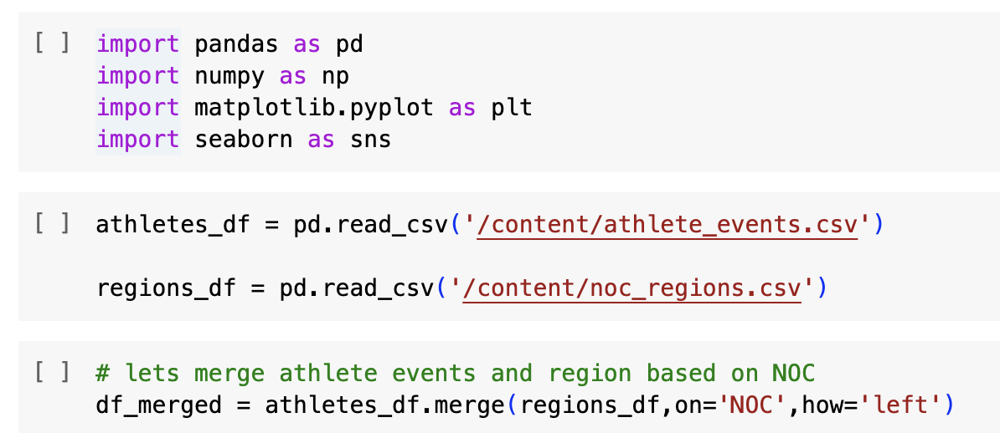 [ ] import pandas as pd
import numpy as np
import matplotlib.pyplot as plt
import seaborn as sns
[ ] athletes_df = pd.read_csv('/content/athlete_events.csv')
regions_df = pd.read_csv('/content/noc_regions.csv')
[ ] # lets merge athlete events and region based on NOC
df_merged = athletes_df.merge(regions_df,on='NOC',how='left')